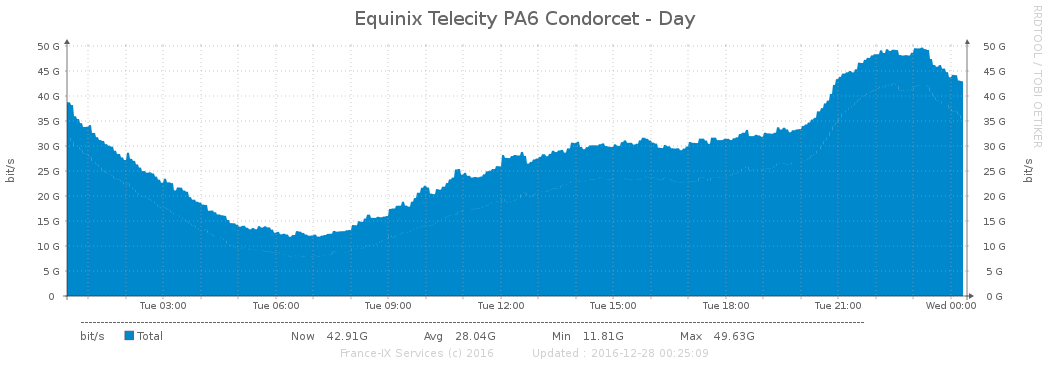 Equinix Telecity PA6 Condorcet - Day
RRDTOOL / TOBI OETIKER
bit/s
50 G 50 G
45 G 45 G
40 G 40 G
35 G 35 G
30 G 30 G
25 G 25 G
20 G 20 G
15 G 15 G
10 G 10 G
5 G 5 G
0 0 G
bit/s
Tue 03:00 Tue 06:00 Tue 09:00 Tue 12:00 Tue 15:00 Tue 18:00 Tue 21:00 Wed 00:00
bit/s Total Now 42.91G Avg 28.04G Min 11.81G Max 49.63G
France-IX Services (c) 2016 Updated : 2016-12-28 00:25:09